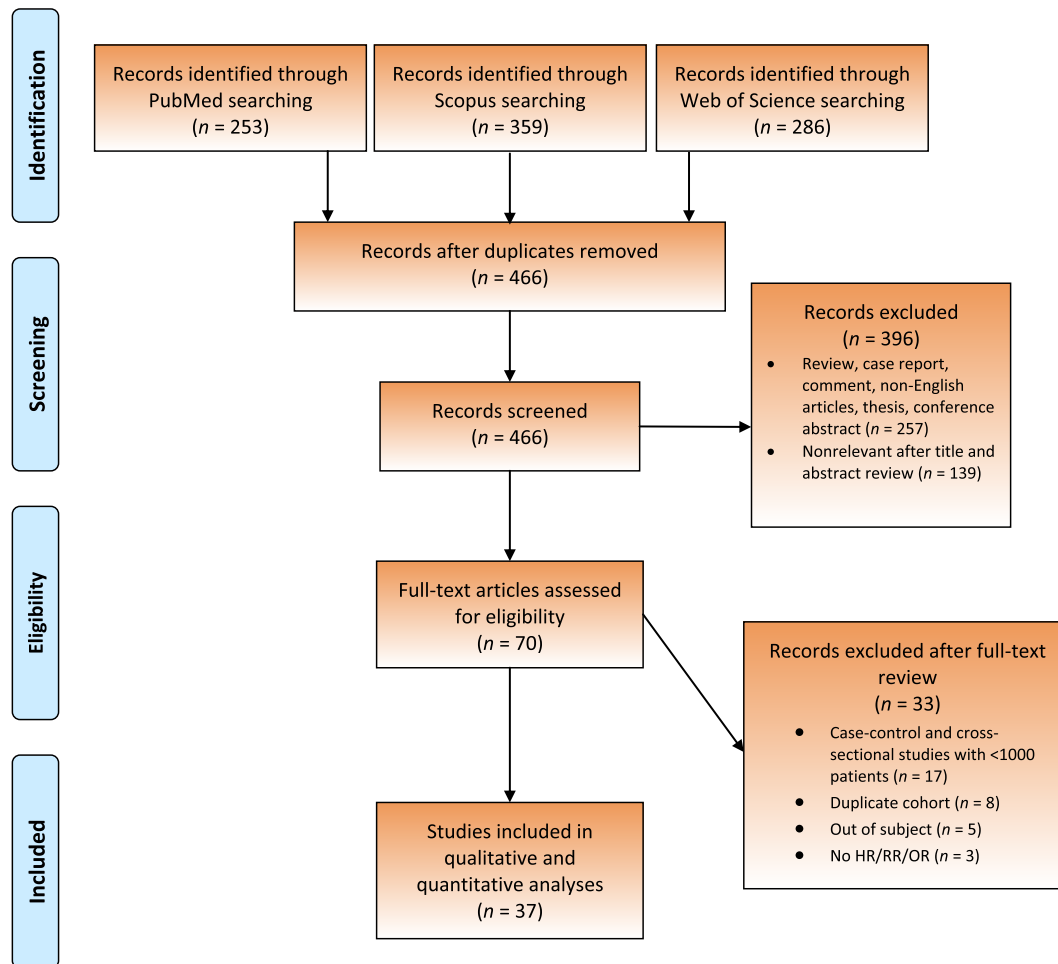 Identification
Records identified through
PubMed searching
(n = 253)
Records identified through
Scopus searching
(n = 359)
Records identified through
Web of Science searching
(n = 286)
Records after duplicates removed
(n = 466)
Screening
Records screened
(n = 466)
Records excluded
(n = 396)
• Review, case report,
comment, non-English
articles, thesis, conference
abstract (n = 257)
• Nonrelevant after title and
abstract review (n = 139)
Eligibility
Full-text articles assessed
for eligibility
(n = 70)
Records excluded after full-text
review
(n = 33)
• Case-control and cross-
sectional studies with <1000
patients (n = 17)
• Duplicate cohort (n = 8)
• Out of subject (n = 5)
• No HR/RR/OR (n = 3)
Included
Studies included in
qualitative and
quantitative analyses
(n = 37)